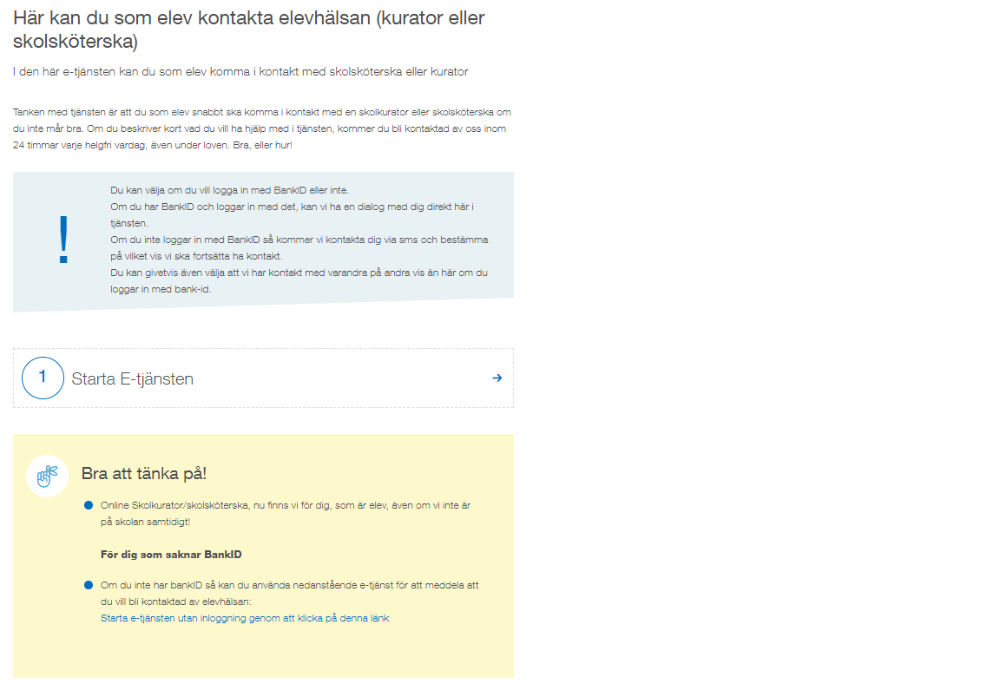 Här kan du som elev kontakta elevhälsan (kurator eller
skolsköterska)
I den här e-tjänsten kan du som elev komma i kontakt med skolsköterska eller kurator
Tanken med tjänsten är att du som elev snabbt ska komma i kontakt med en skolkurator eller skolsköterska om
du inte mår bra. Om du beskriver kort vad du vill ha hjälp med i tjänsten, kommer du bli kontaktad av oss inom
24 timmar varje helgfri vardag, även under loven. Bra, eller hur!
Du kan välja om du vill logga in med BankID eller inte.
Om du har BankID och loggar in med det, kan vi ha en dialog med dig direkt här i
tjänsten.
Om du inte loggar in med BankID så kommer vi kontakta dig via sms och bestämma
på vilket vis vi ska fortsätta ha kontakt.
Du kan givetvis även välja att vi har kontakt med varandra på andra vis än här om du
loggar in med bank-id.
!
1 Starta E-tjänsten
Bra att tänka på!
Online Skolkurator/skolsköterska, nu finns vi för dig, som är elev, även om vi inte är
på skolan samtidigt!
För dig som saknar BankID
Om du inte har bankID så kan du använda nedanstående e-tjänst för att meddela att
du vill bli kontaktad av elevhälsan:
Starta e-tjänsten utan inloggning genom att klicka på denna länk